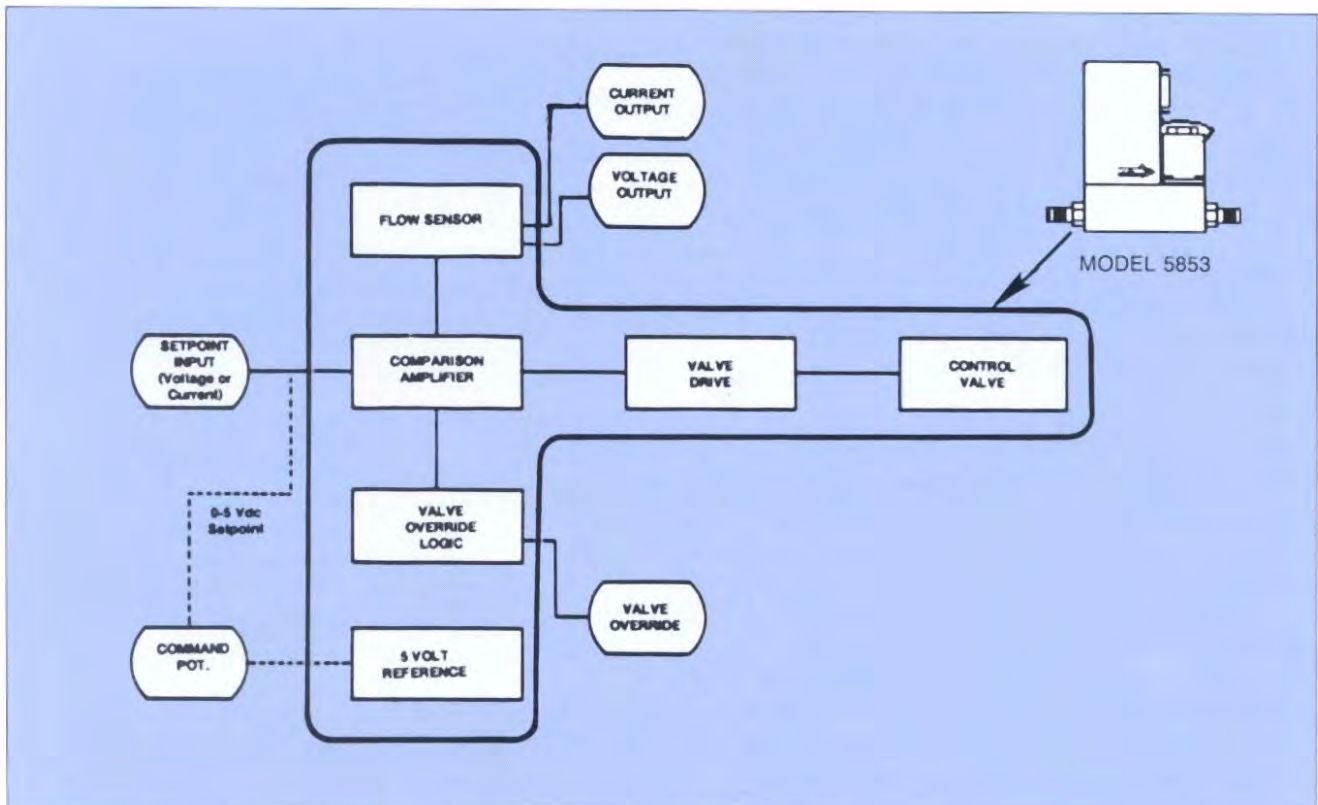 CURRENT
OUTPUT
VOLTAGE
OUTPUT
FLOW SENSOR
MODEL 5853
SETPOINT
INPUT
(Voltage or
Current)
COMPARISON
AMPLIFIER
VALVE
DRIVE
CONTROL
VALVE
0-5 Vdc
Setpoint
VALVE
OVERRIDE
LOGIC
VALVE
OVERRIDE
COMMAND
POT.
5 VOLT
REFERENCE